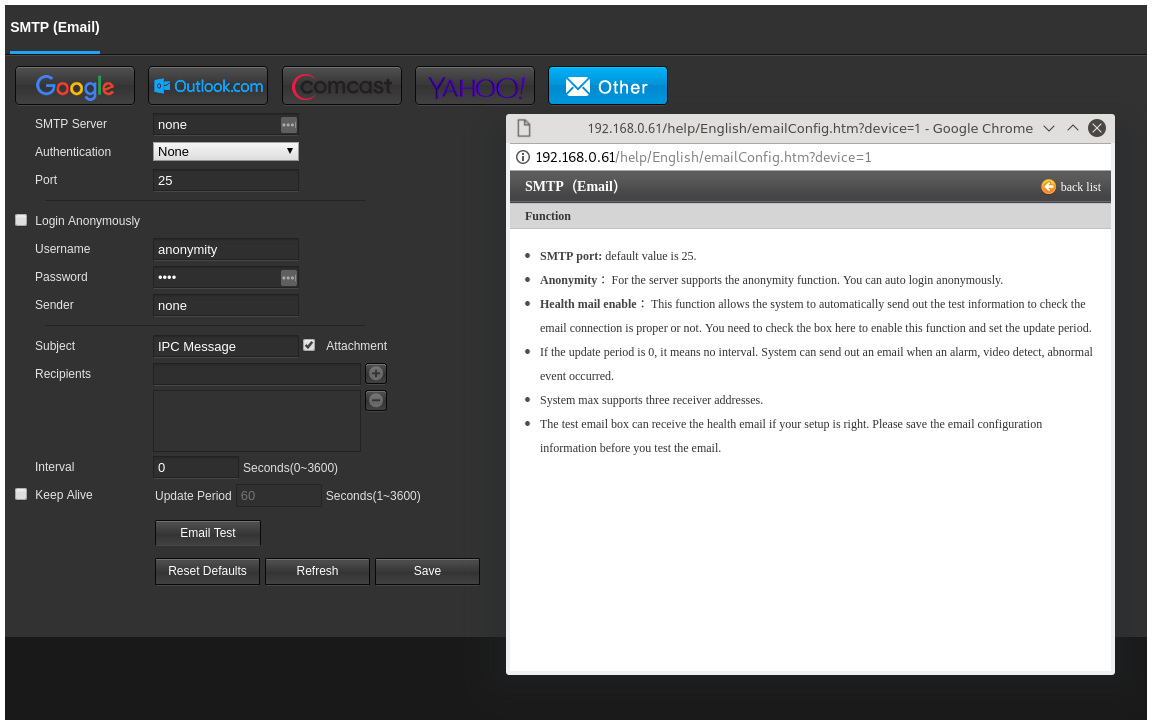 SMTP (Email)
Google
Outlook.com
Comcast
YAHOO!
Other
SMTP Server none
Authentication None
Port 25
Login Anonymously
Username anonymity
Password ••••
Sender none
Subject IPC Message Attachment
Recipients
Interval 0 Seconds(0~3600)
Keep Alive Update Period 60 Seconds(1~3600)
Email Test
Reset Defaults Refresh Save
192.168.0.61/help/English/emailConfig.htm?device=1 - Google Chrome
192.168.0.61/help/English/emailConfig.htm?device=1
SMTP（Email） back list
Function
• SMTP port: default value is 25.
• Anonymity： For the server supports the anonymity function. You can auto login anonymously.
• Health mail enable： This function allows the system to automatically send out the test information to check the
email connection is proper or not. You need to check the box here to enable this function and set the update period.
• If the update period is 0, it means no interval. System can send out an email when an alarm, video detect, abnormal
event occurred.
• System max supports three receiver addresses.
• The test email box can receive the health email if your setup is right. Please save the email configuration
information before you test the email.